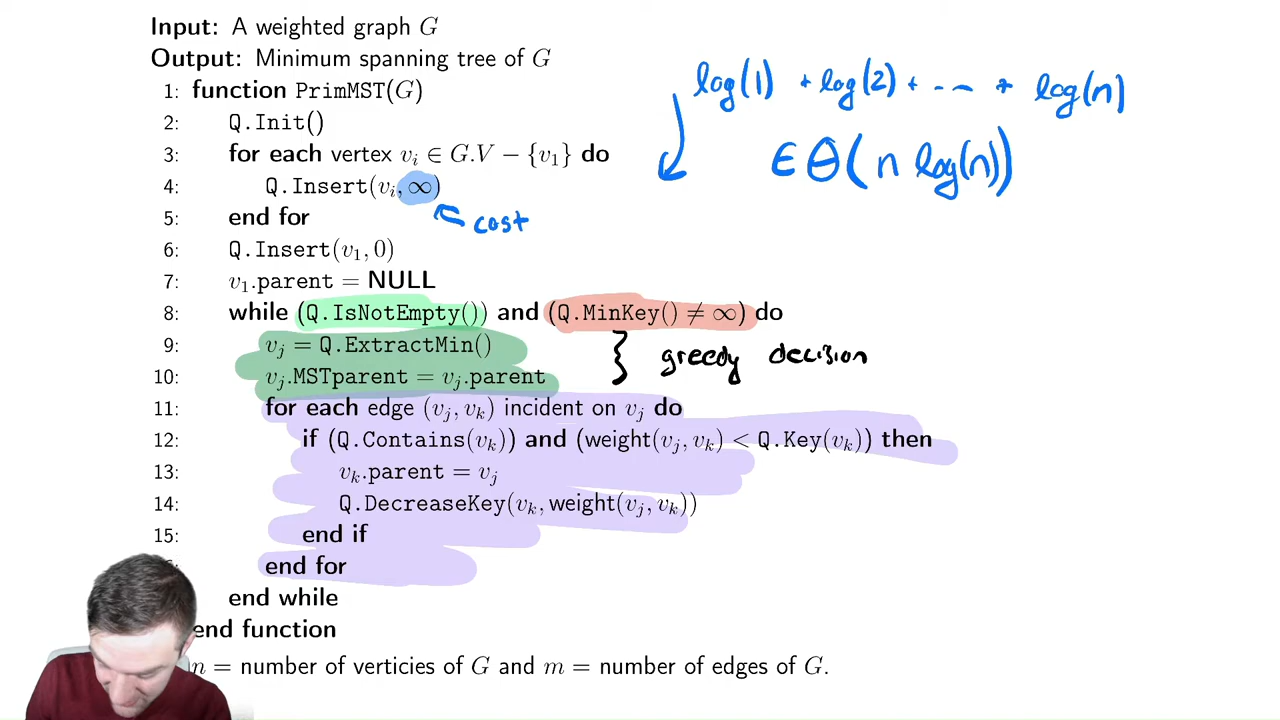 Input: A weighted graph G
Output: Minimum spanning tree of G
1: function PrimMST(G)
2: Q.Init()
3: for each vertex v_i ∈ G.V − {v_1} do
4: Q.Insert(v_i, ∞)
5: end for
6: Q.Insert(v_1, 0)
7: v_1.parent = NULL
8: while (Q.IsNotEmpty()) and (Q.MinKey() ≠ ∞) do
9: v_j = Q.ExtractMin()
10: v_j.MSTparent = v_j.parent
11: for each edge (v_j, v_k) incident on v_j do
12: if (Q.Contains(v_k)) and (weight(v_j, v_k) < Q.Key(v_k)) then
13: v_k.parent = v_j
14: Q.DecreaseKey(v_k, weight(v_j, v_k))
15: end if
end for
end while
end function
n = number of verticies of G and m = number of edges of G.
log(1) + log(2) + ... + log(n)
∈ Θ(n log(n))
cost
greedy decision